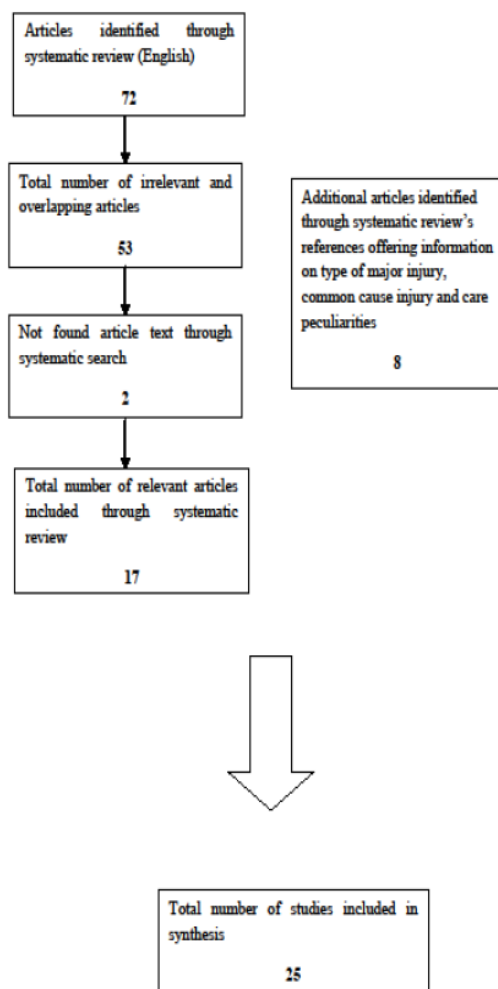 Articles identified through
systematic review (English)
72
Total number of irrelevant and
overlapping articles
53
Additional articles identified
through systematic review's
references offering information
on type of major injury,
common cause injury and care
peculiarities
8
Not found article text through
systematic search
2
Total number of relevant articles
included through systematic
review
17
Total number of studies included in
synthesis
25